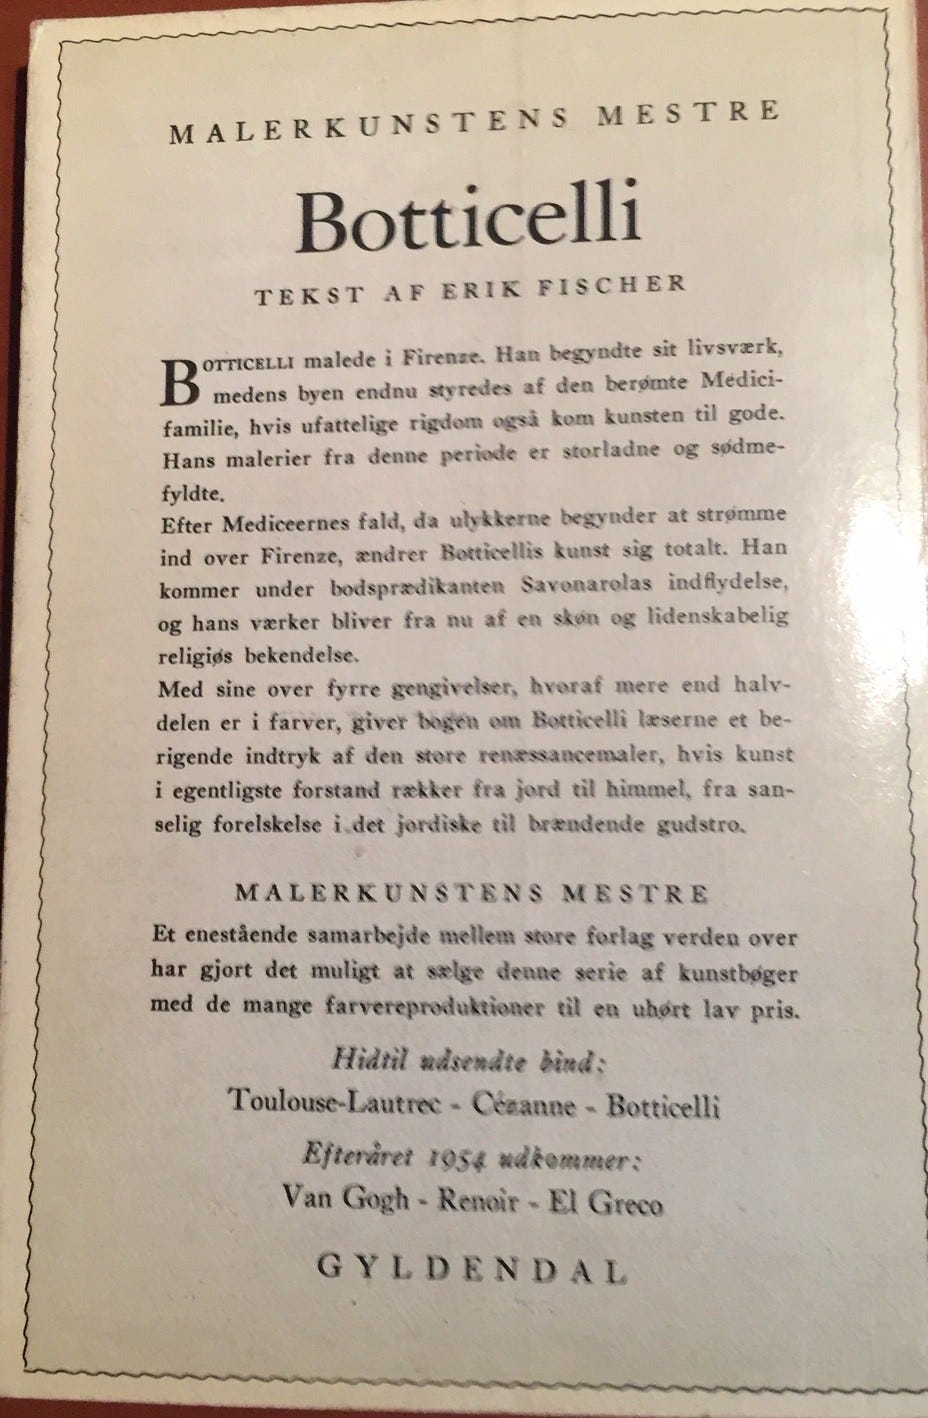 MALERKUNSTENS MESTRE
Botticelli
TEKST AF ERIK FISCHER
BOTTICELLI malede i Firenze. Han begyndte sit livsværk,
medens byen endnu styredes af den berømte Medici-
familie, hvis ufattelige rigdom også kom kunsten til gode.
Hans malerier fra denne periode er storladne og sødme-
fyldte.
Efter Mediceernes fald, da ulykkerne begynder at strømme
ind over Firenze, ændrer Botticellis kunst sig totalt. Han
kommer under bodsprædikanten Savonarolas indflydelse,
og hans værker bliver fra nu af en skøn og lidenskabelig
religiøs bekendelse.
Med sine over fyrre gengivelser, hvoraf mere end halv-
delen er i farver, giver bogen om Botticelli læserne et be-
rigende indtryk af den store renæssancemaler, hvis kunst
i egentligste forstand rækker fra jord til himmel, fra san-
selig forelskelse i det jordiske til brændende gudstro.
MALERKUNSTENS MESTRE
Et enestående samarbejde mellem store forlag verden over
har gjort det muligt at sælge denne serie af kunstbøger
med de mange farvereproduktioner til en uhørt lav pris.
Hidtil udsendte bind:
Toulouse-Lautrec - Cézanne - Botticelli
Efteråret 1954 udkommer:
Van Gogh - Renoir - El Greco
GYLDENDAL